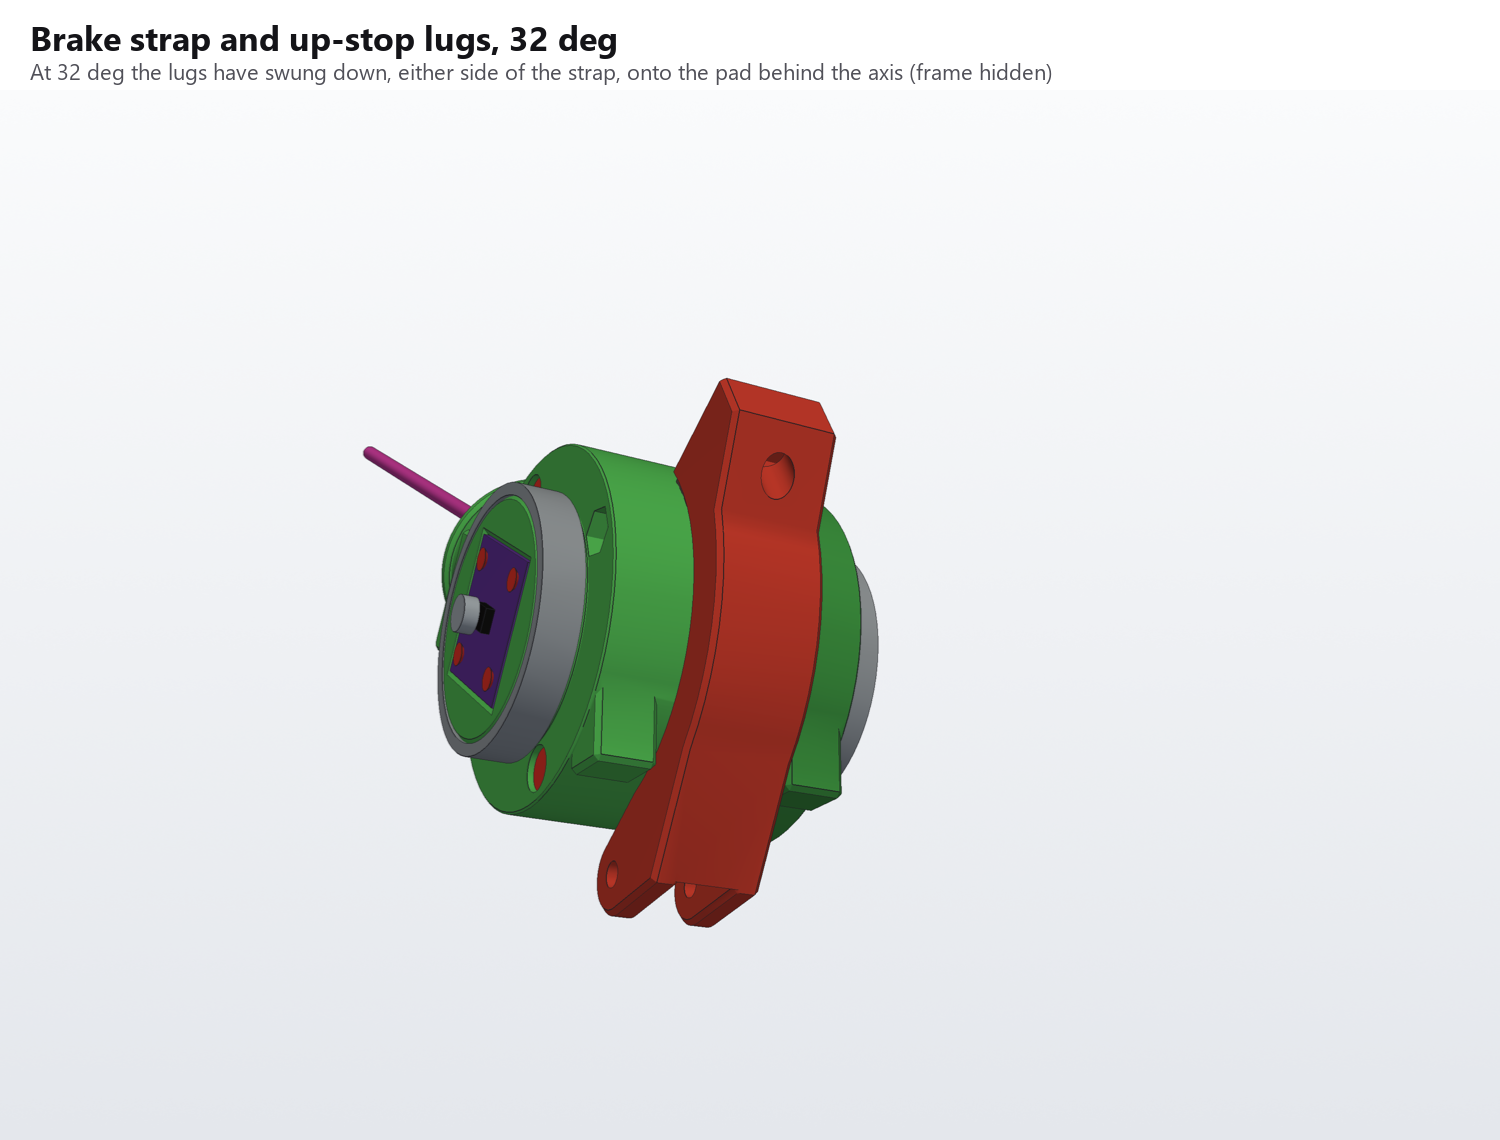 Brake strap and up-stop lugs, 32 deg
At 32 deg the lugs have swung down, either side of the strap, onto the pad behind the axis (frame hidden)